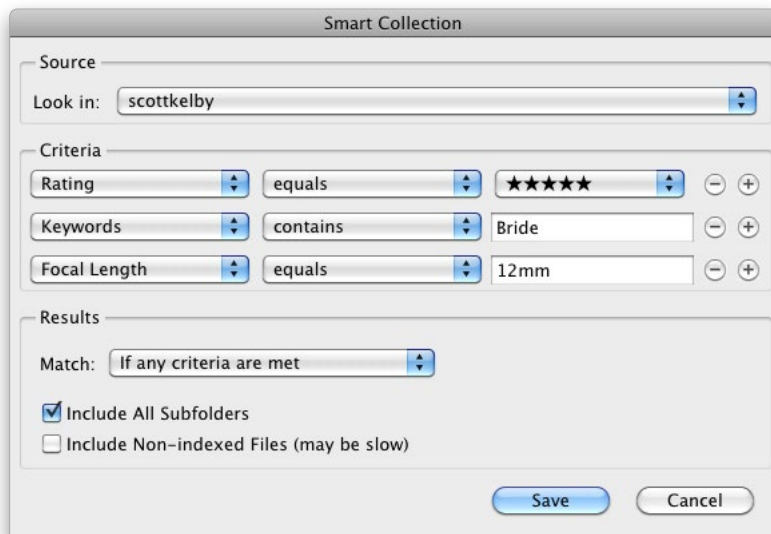 Smart Collection
Source
Look in: scottkelby
Criteria
Rating equals ★★★★★
Keywords contains Bride
Focal Length equals 12mm
Results
Match: If any criteria are met
Include All Subfolders
Include Non-indexed Files (may be slow)
Save Cancel